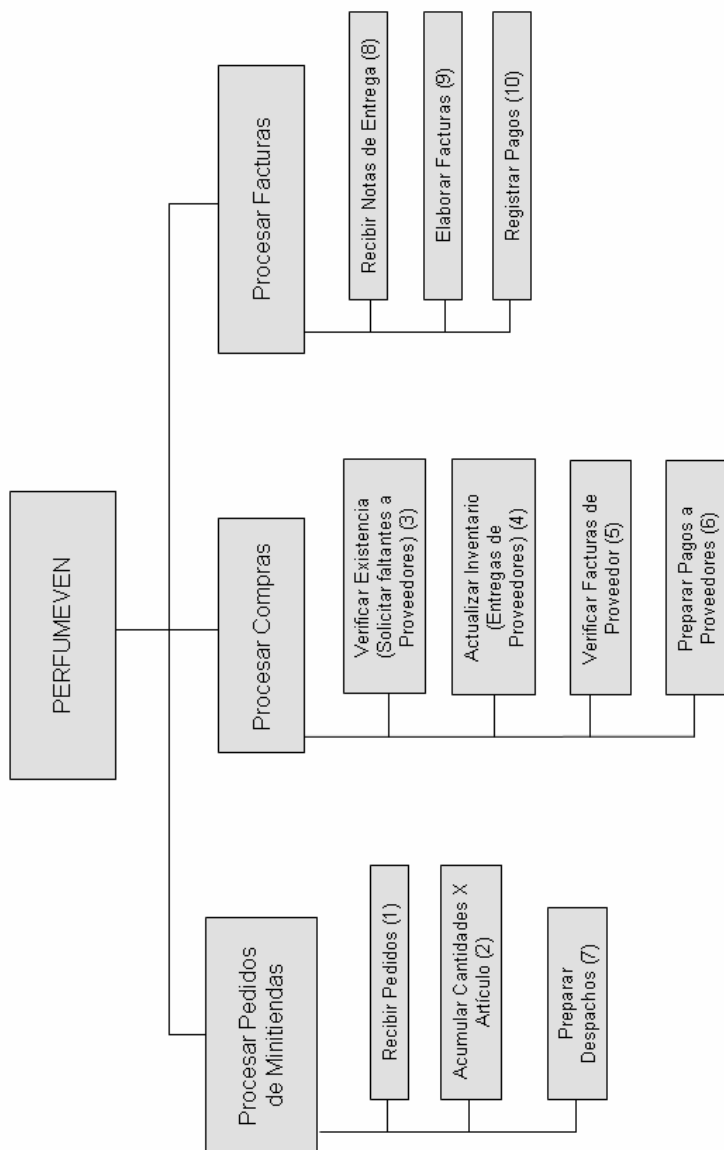 PERFUMEVEN
Procesar Pedidos
de Minitiendas
Recibir Pedidos (1)
Acumular Cantidades X
Artículo (2)
Preparar
Despachos (7)
Procesar Compras
Verificar Existencia
(Solicitar faltantes a
Proveedores) (3)
Actualizar Inventario
(Entregas de
Proveedores) (4)
Verificar Facturas de
Proveedor (5)
Preparar Pagos a
Proveedores (6)
Procesar Facturas
Recibir Notas de Entrega (8)
Elaborar Facturas (9)
Registrar Pagos (10)